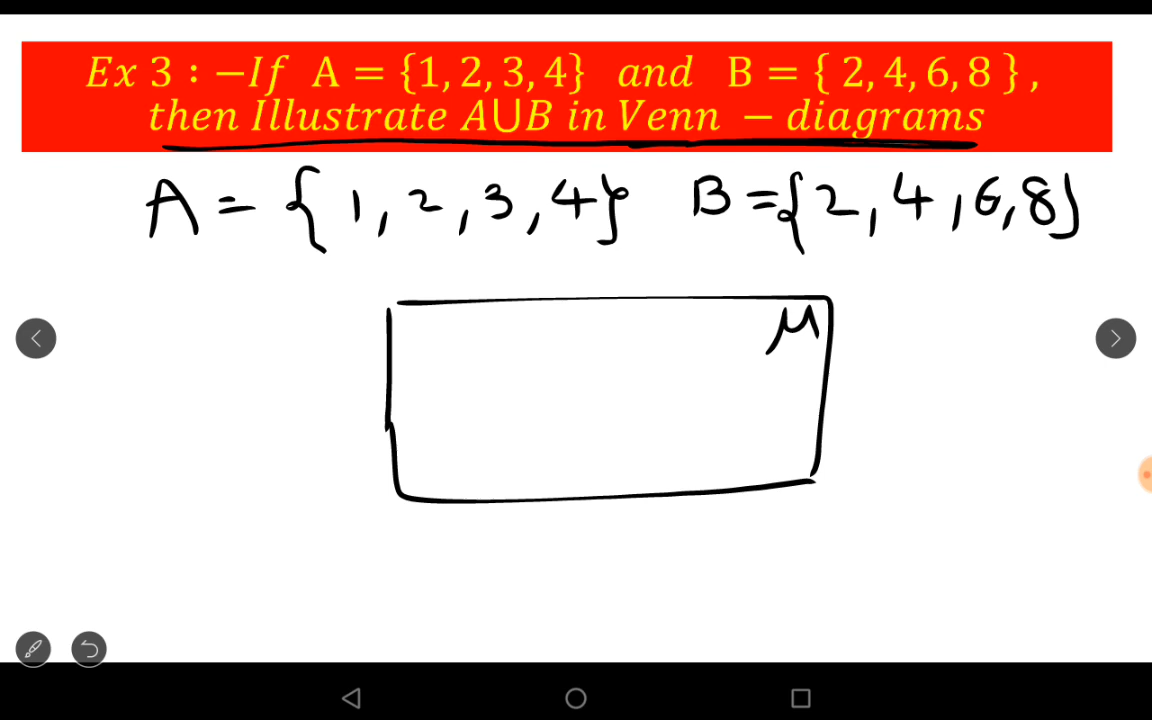 Ex 3 : −If A = {1, 2, 3, 4} and B = { 2, 4, 6, 8 } ,
then Illustrate A⋃B in Venn − diagrams
A = { 1, 2, 3, 4} B = {2, 4, 6, 8}
μ